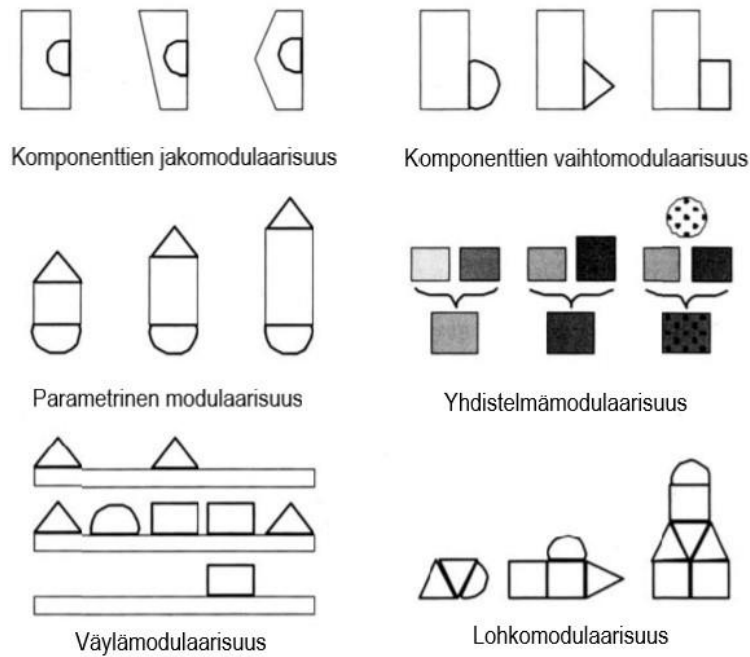 Komponenttien jakomodulaarisuus
Komponenttien vaihtomodulaarisuus
Parametrinen modulaarisuus
Yhdistelmämodulaarisuus
Väylämodulaarisuus
Lohkomodulaarisuus